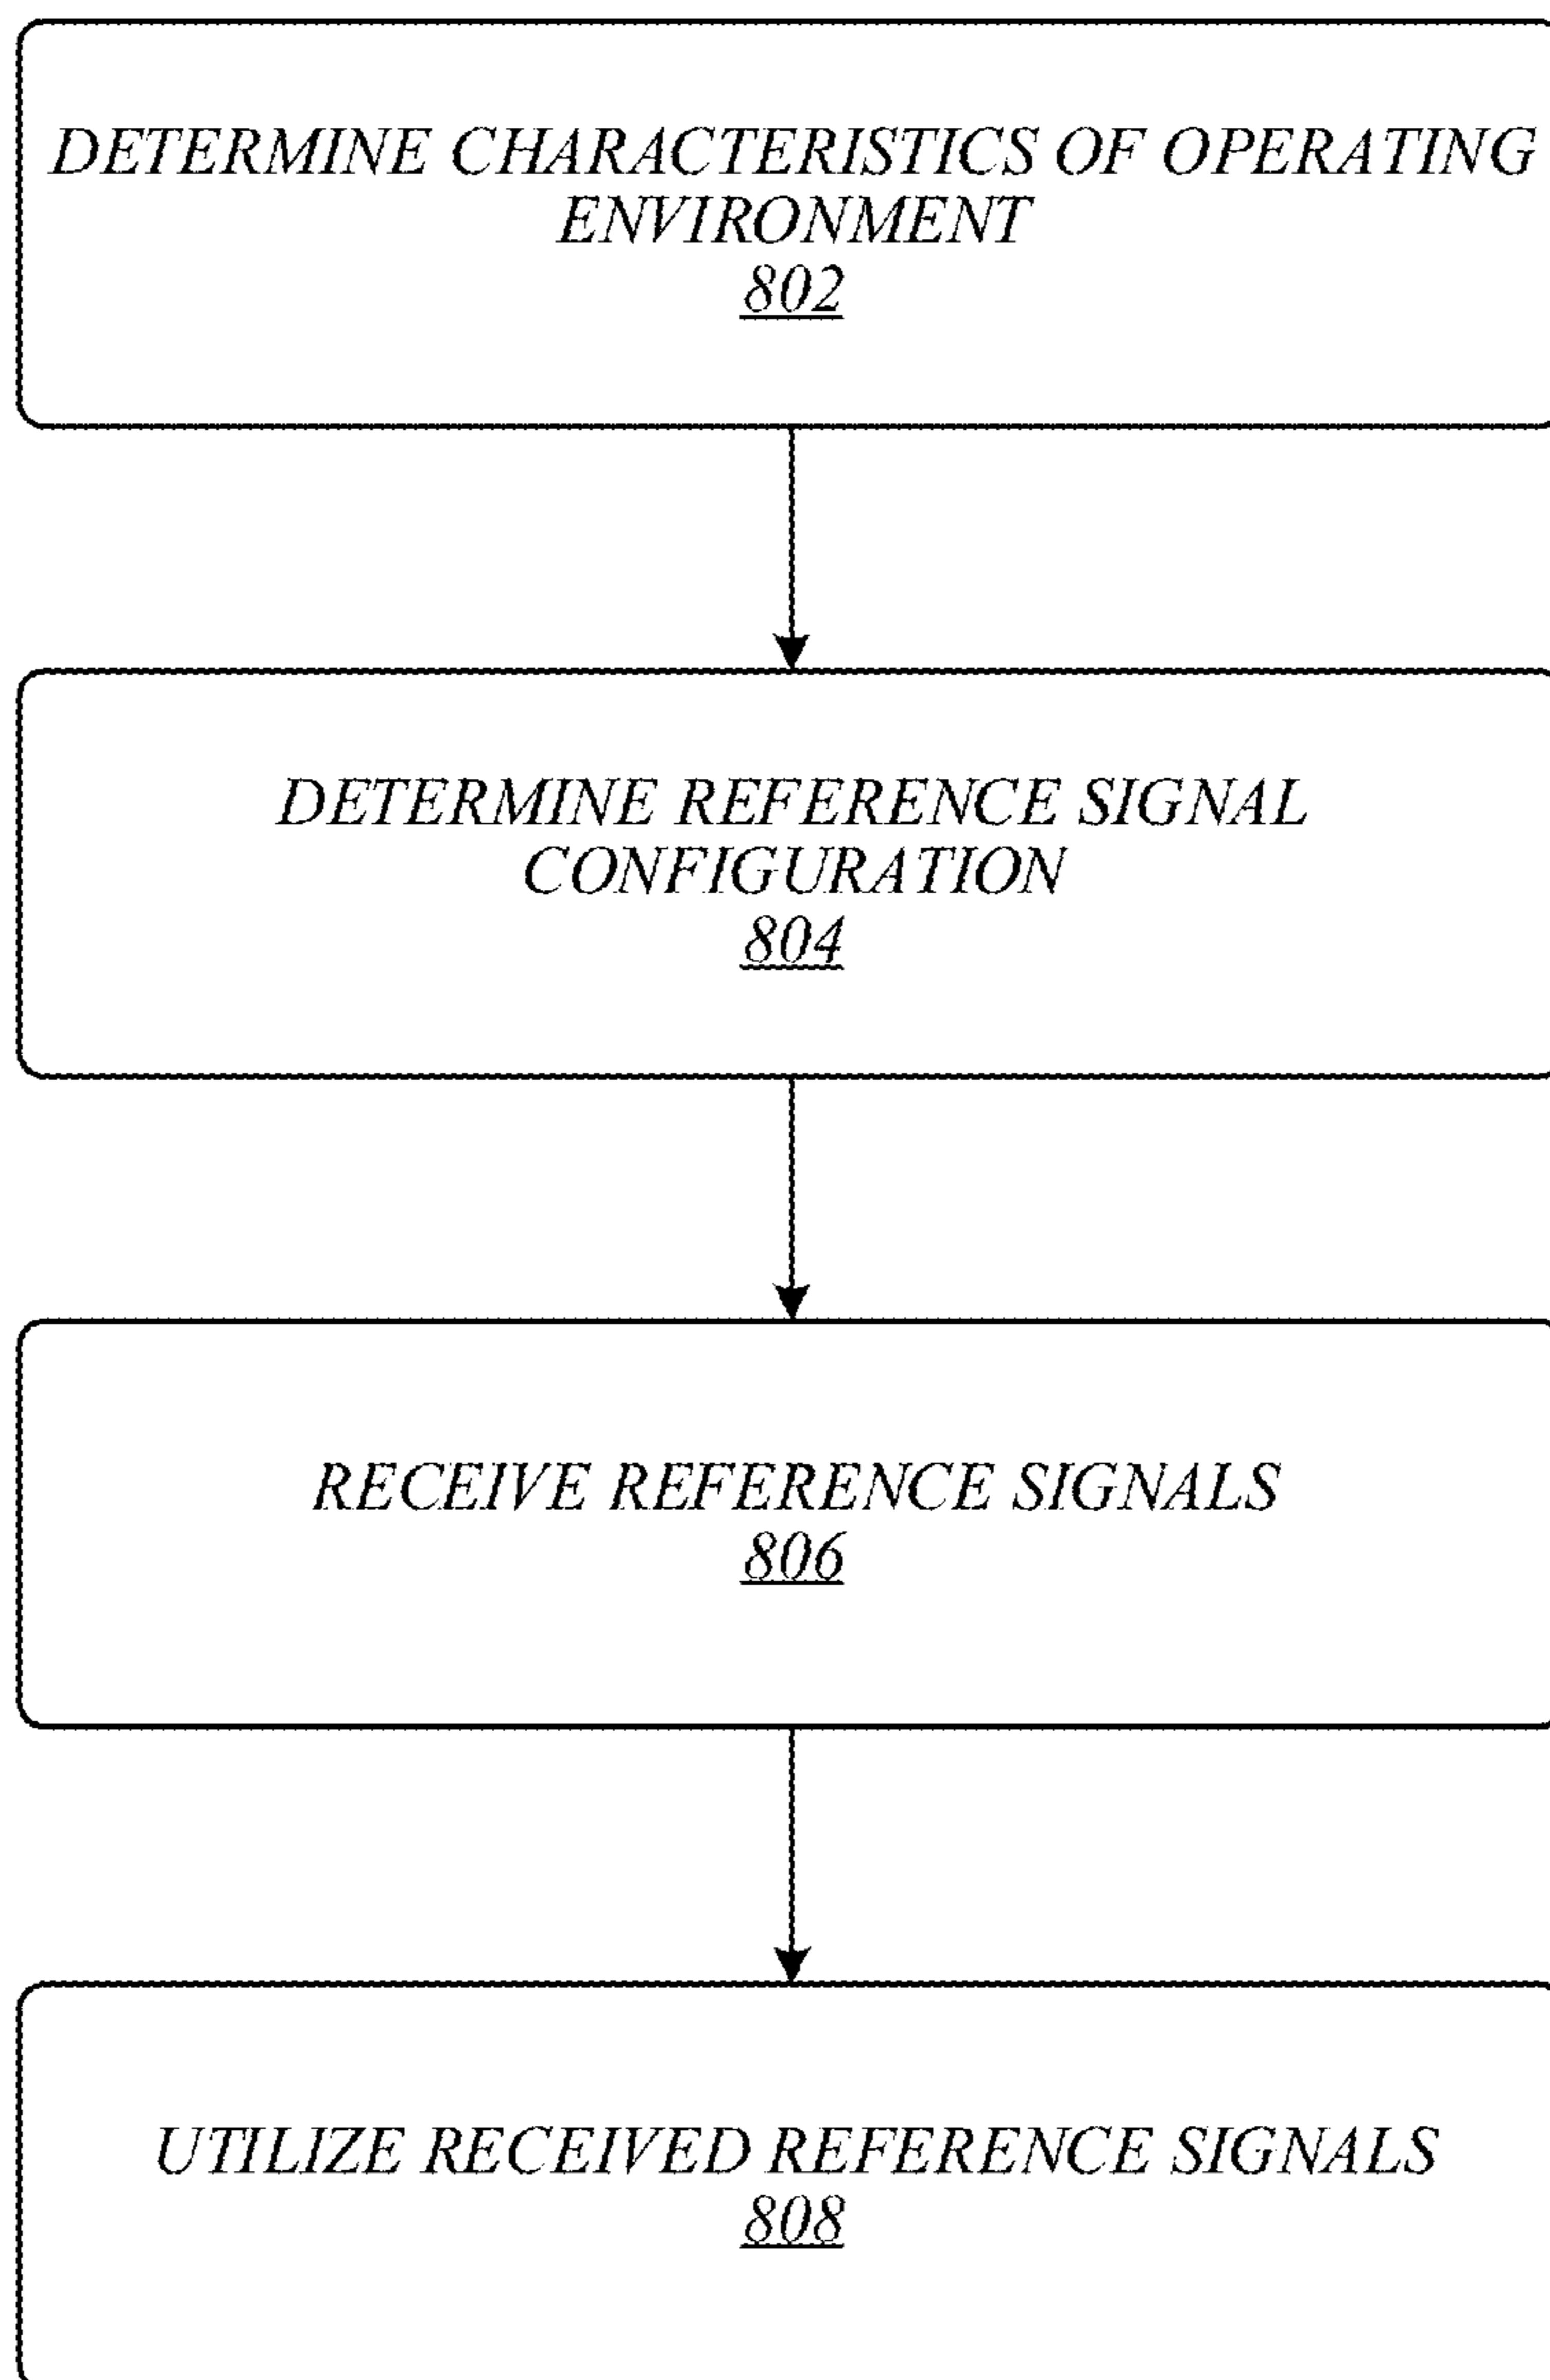 DETERMINE CHARACTERISTICS OF OPERATING
ENVIRONMENT
802
DETERMINE REFERENCE SIGNAL
CONFIGURATION
804
RECEIVE REFERENCE SIGNALS
806
UTILIZE RECEIVED REFERENCE SIGNALS
808